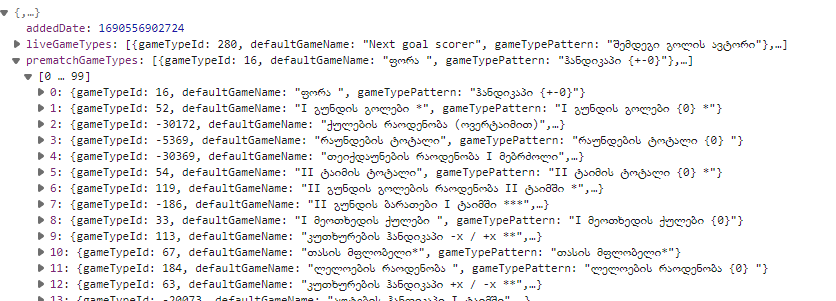 {,…}
addedDate: 1690556902724
liveGameTypes: [{gameTypeId: 280, defaultGameName: "Next goal scorer", gameTypePattern: "შემდეგი გოლის ავტორი"},…]
prematchGameTypes: [{gameTypeId: 16, defaultGameName: "ფორა ", gameTypePattern: "ჰანდიკაპი {+-0}"},…]
[0 … 99]
0: {gameTypeId: 16, defaultGameName: "ფორა ", gameTypePattern: "ჰანდიკაპი {+-0}"}
1: {gameTypeId: 52, defaultGameName: "I გუნდის გოლები *", gameTypePattern: "I გუნდის გოლები {0} *"}
2: {gameTypeId: -30172, defaultGameName: "ქულების რაოდენობა (ოვერტაიმით)",…}
3: {gameTypeId: -5369, defaultGameName: "რაუნდების ტოტალი", gameTypePattern: "რაუნდების ტოტალი {0} "}
4: {gameTypeId: -30369, defaultGameName: "თეიქდაუნების რაოდენობა I მებრძოლი",…}
5: {gameTypeId: 54, defaultGameName: "II ტაიმის ტოტალი", gameTypePattern: "II ტაიმის ტოტალი {0} *"}
6: {gameTypeId: 119, defaultGameName: "II გუნდის გოლების რაოდენობა II ტაიმში *",…}
7: {gameTypeId: -186, defaultGameName: "II გუნდის ბარათები I ტაიმში ***",…}
8: {gameTypeId: 33, defaultGameName: "I მეოთხედის ქულები ", gameTypePattern: "I მეოთხედის ქულები {0}"}
9: {gameTypeId: 113, defaultGameName: "კუთხურების ჰანდიკაპი -x / +x **",…}
10: {gameTypeId: 67, defaultGameName: "თასის მფლობელი*", gameTypePattern: "თასის მფლობელი*"}
11: {gameTypeId: 184, defaultGameName: "ლელოების რაოდენობა ", gameTypePattern: "ლელოების რაოდენობა {0} "}
12: {gameTypeId: 63, defaultGameName: "კუთხურების ჰანდიკაპი +x / -x **",…}